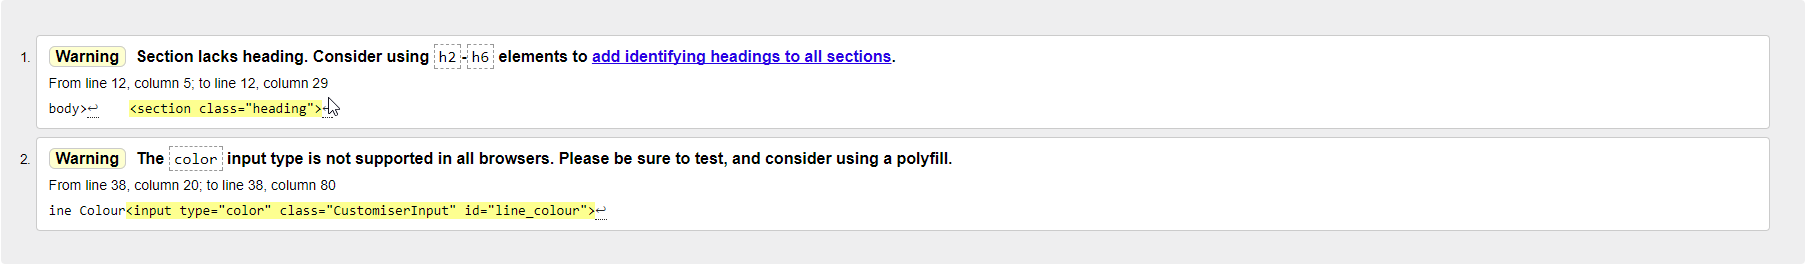 1. Warning Section lacks heading. Consider using h2-h6 elements to add identifying headings to all sections.
From line 12, column 5; to line 12, column 29
body>↩ <section class="heading">↩
2. Warning The color input type is not supported in all browsers. Please be sure to test, and consider using a polyfill.
From line 38, column 20; to line 38, column 80
ine Colour<input type="color" class="CustomiserInput" id="line_colour">↩